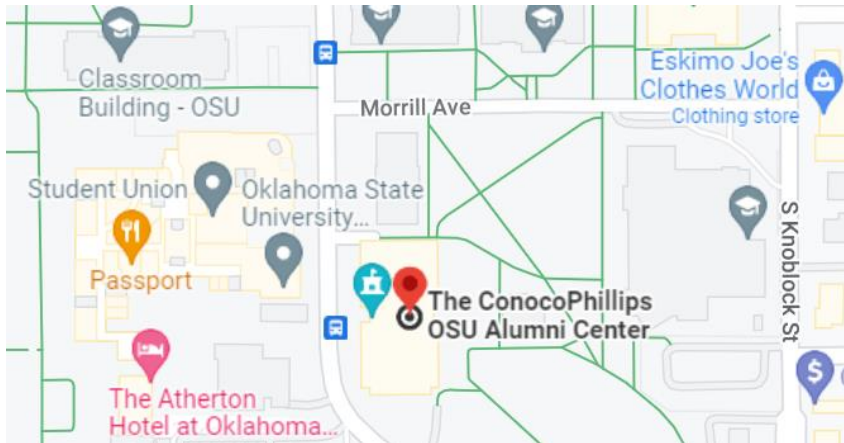 Classroom
Building - OSU
Morrill Ave
Eskimo Joe's
Clothes World
Clothing store
Student Union
Oklahoma State
University...
Passport
S Knoblock St
The ConocoPhillips
OSU Alumni Center
The Atherton
Hotel at Oklahoma...
$